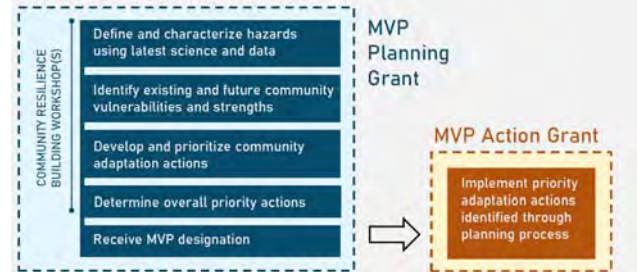 COMMUNITY RESILIENCE
BUILDING WORKSHOP(S)
Define and characterize hazards
using latest science and data
Identify existing and future community
vulnerabilities and strengths
Develop and prioritize community
adaptation actions
Determine overall priority actions
Receive MVP designation
MVP
Planning
Grant
MVP Action Grant
Implement priority
adaptation actions
identified through
planning process